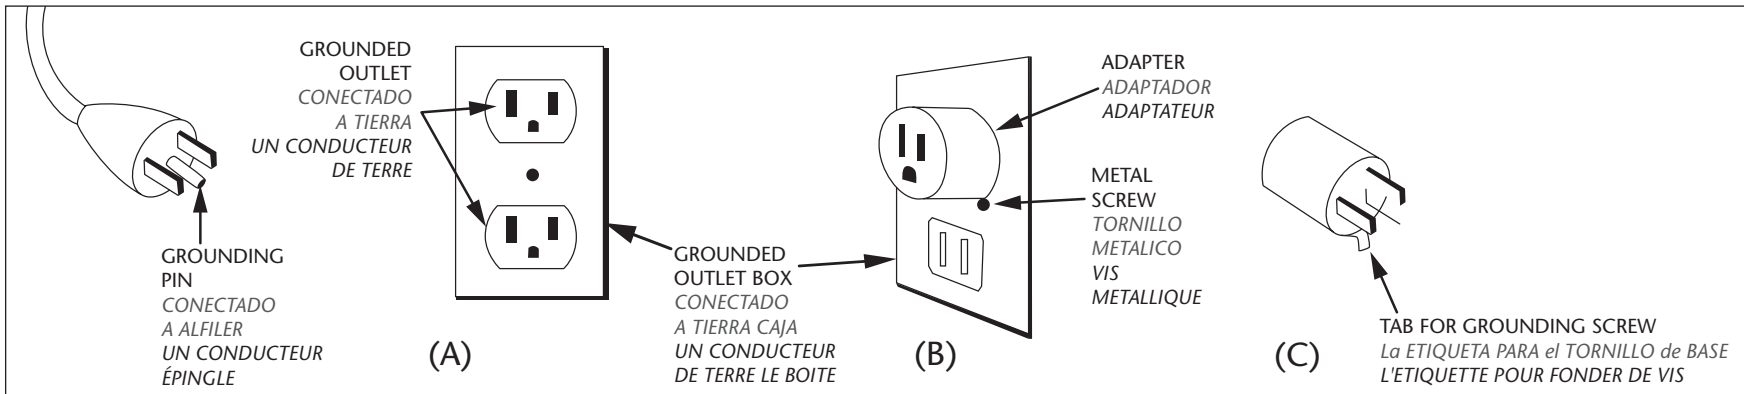 GROUNDED
OUTLET
CONECTADO
A TIERRA
UN CONDUCTEUR
DE TERRE
GROUNDING
PIN
CONECTADO
A ALFILER
UN CONDUCTEUR
ÉPINGLE
(A)
GROUNDED
OUTLET BOX
CONECTADO
A TIERRA CAJA
UN CONDUCTEUR
DE TERRE LE BOITE
(B)
ADAPTER
ADAPTADOR
ADAPTATEUR
METAL
SCREW
TORNILLO
METALICO
VIS
METALLIQUE
(C)
TAB FOR GROUNDING SCREW
La ETIQUETA PARA el TORNILLO de BASE
L'ETIQUETTE POUR FONDER DE VIS